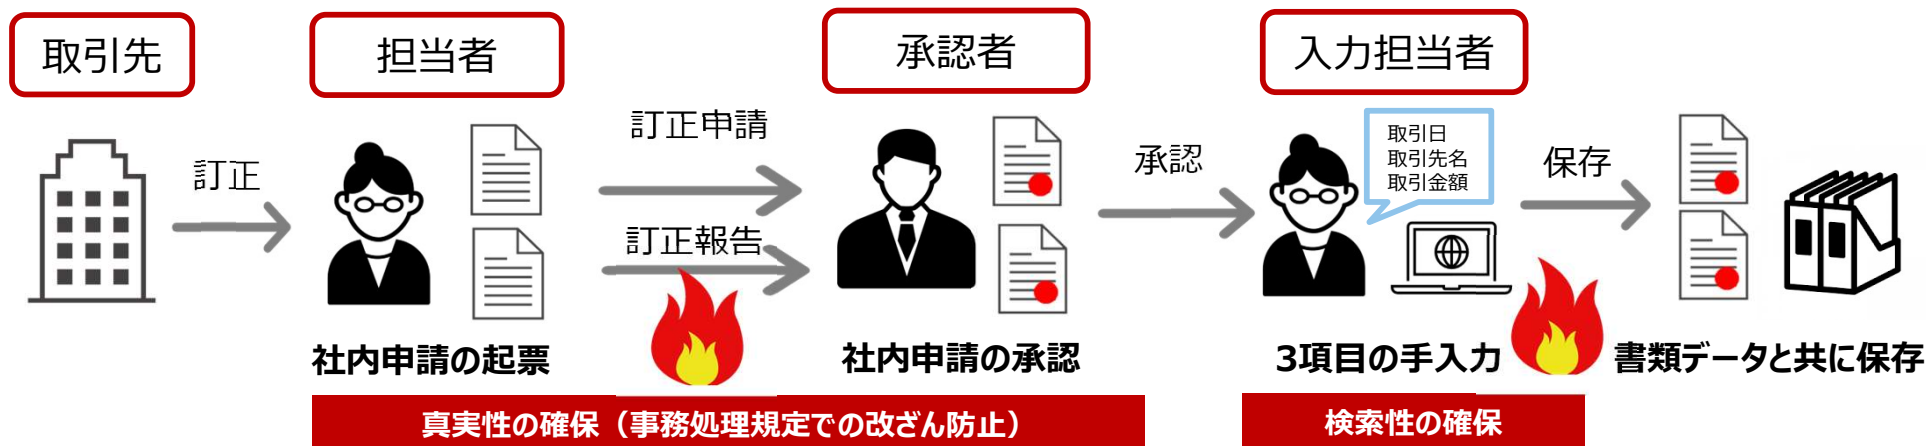 取引先
担当者
承認者
入力担当者
訂正
訂正申請
訂正報告
承認
取引日
取引先名
取引金額
保存
社内申請の起票
社内申請の承認
3項目の手入力
書類データと共に保存
真実性の確保（事務処理規定での改ざん防止）
検索性の確保